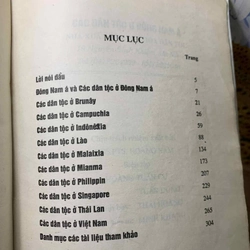 MỤC LỤC
Trang
Lời nói đầu 5
Đông Nam á và Các dân tộc ở Đông Nam á 7
Các dân tộc ở Brunây 21
Các dân tộc ở Campuchia 26
Các dân tộc ở Inđônêxia 39
Các dân tộc ở Lào 88
Các dân tộc ở Malaixia 134
Các dân tộc ở Mianma 173
Các dân tộc ở Philippin 207
Các dân tộc ở Singapore 229
Các dân tộc ở Thái Lan 244
Các dân tộc ở Việt Nam 265
Danh mục các tài liệu tham khảo 304